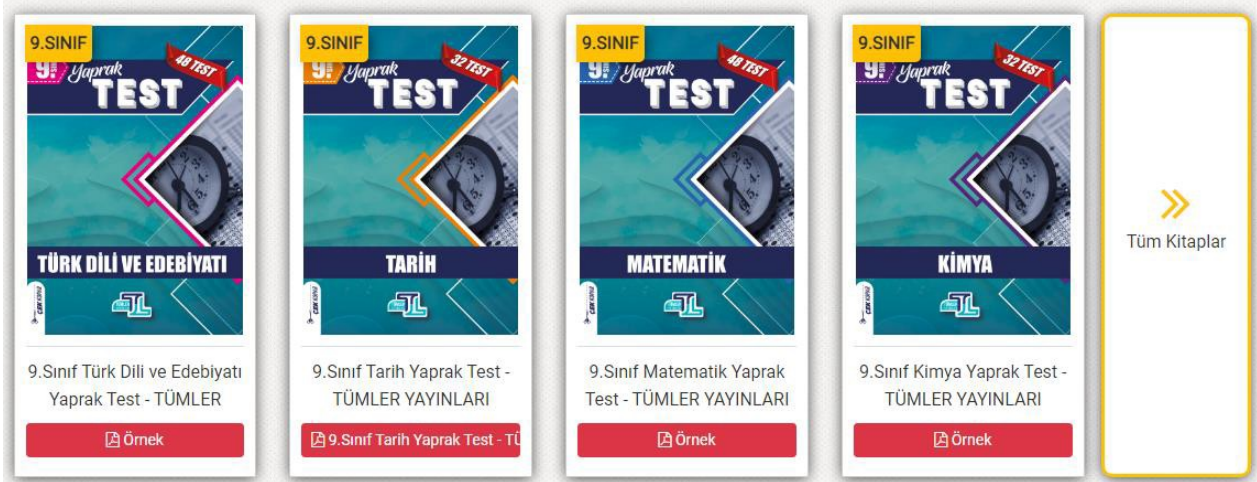 9.SINIF
9.
Yaprak
48 TEST
TEST
TÜRK DİLİ VE EDEBİYATI
9.Sınıf Türk Dili ve Edebiyatı
Yaprak Test - TÜMLER
Örnek
9.SINIF
9.
Yaprak
32 TEST
TEST
TARİH
9.Sınıf Tarih Yaprak Test -
TÜMLER YAYINLARI
9.Sınıf Tarih Yaprak Test - TÜ
9.SINIF
9.
Yaprak
48 TEST
TEST
MATEMATİK
9.Sınıf Matematik Yaprak
Test - TÜMLER YAYINLARI
Örnek
9.SINIF
9.
Yaprak
32 TEST
TEST
KİMYA
9.Sınıf Kimya Yaprak Test -
TÜMLER YAYINLARI
Örnek
Tüm Kitaplar